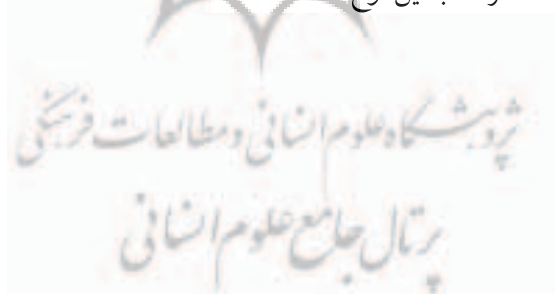 پژوهشگاه علوم انسانی و مطالعات فرهنگی
پرتال جامع علوم انسانی